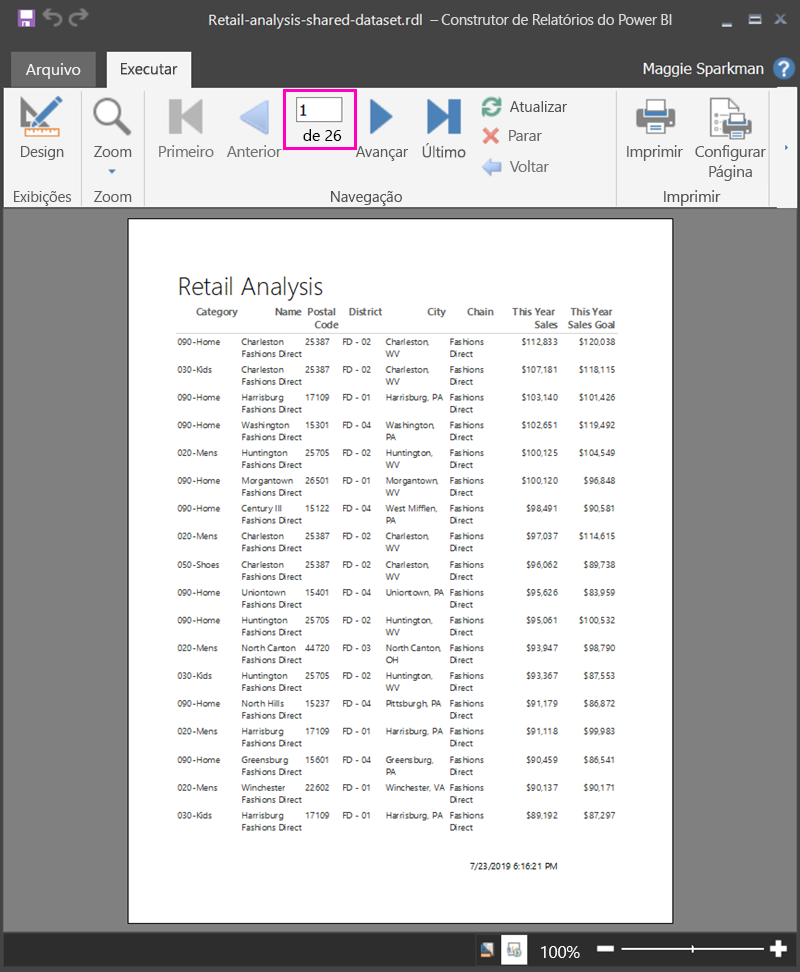 Retail-analysis-shared-dataset.rdl – Construtor de Relatórios do Power BI
Arquivo Executar Maggie Sparkman ?
1
de 26
Atualizar
Parar
Voltar
Design Zoom Primeiro Anterior Avançar Último Imprimir Configurar
Página
Exibições Zoom Navegação Imprimir
Retail Analysis
Category Name Postal District City Chain This Year This Year
Code Sales Sales Goal
090-Home Charleston 25387 FD - 02 Charleston, Fashions $112,833 $120,038
Fashions Direct WV Direct
030-Kids Charleston 25387 FD - 02 Charleston, Fashions $107,181 $118,115
Fashions Direct WV Direct
090-Home Harrisburg 17109 FD - 01 Harrisburg, PA Fashions $103,140 $101,426
Fashions Direct Direct
090-Home Washington 15301 FD - 04 Washington, Fashions $102,651 $119,492
Fashions Direct PA Direct
020-Mens Huntington 25705 FD - 02 Huntington, Fashions $100,125 $104,549
Fashions Direct WV Direct
090-Home Morgantown 26501 FD - 01 Morgantown, Fashions $100,120 $96,848
Fashions Direct WV Direct
090-Home Century III 15122 FD - 04 West Mifflen, Fashions $98,491 $90,581
Fashions Direct PA Direct
020-Mens Charleston 25387 FD - 02 Charleston, Fashions $97,037 $114,615
Fashions Direct WV Direct
050-Shoes Charleston 25387 FD - 02 Charleston, Fashions $96,062 $89,738
Fashions Direct WV Direct
090-Home Uniontown 15401 FD - 04 Uniontown, PA Fashions $95,626 $83,959
Fashions Direct Direct
090-Home Huntington 25705 FD - 02 Huntington, Fashions $95,061 $100,532
Fashions Direct WV Direct
020-Mens North Canton 44720 FD - 03 North Canton, Fashions $93,947 $98,790
Fashions Direct OH Direct
030-Kids Huntington 25705 FD - 02 Huntington, Fashions $93,367 $87,553
Fashions Direct WV Direct
090-Home North Hills 15237 FD - 04 Pittsburgh, PA Fashions $91,179 $86,872
Fashions Direct Direct
020-Mens Harrisburg 17109 FD - 01 Harrisburg, PA Fashions $91,118 $99,983
Fashions Direct Direct
090-Home Greensburg 15601 FD - 04 Greensburg, Fashions $90,459 $86,541
Fashions Direct PA Direct
020-Mens Winchester 22602 FD - 01 Winchester, VA Fashions $90,137 $90,171
Fashions Direct Direct
030-Kids Harrisburg 17109 FD - 01 Harrisburg, PA Fashions $89,192 $87,297
Fashions Direct Direct
7/23/2019 6:16:21 PM
100%